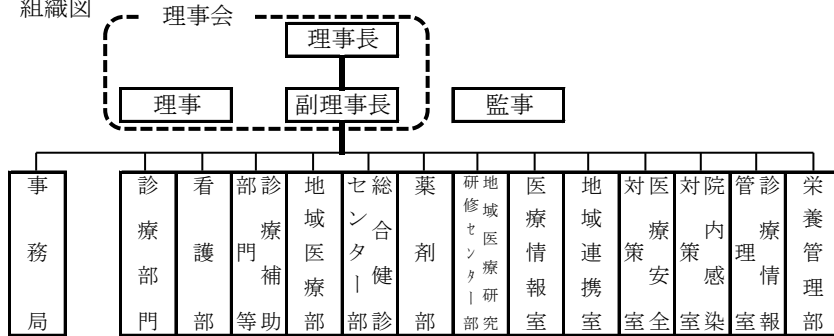 組織図
理事会
理事長
理事
副理事長
監事
事務局
診療部門
看護部
診療補助
部門等
地域医療部
総合健診
センター部
薬剤部
地域医療研究
研修センター部
医療情報室
地域連携室
医療安全
対策室
院内感染
対策室
診療情報
管理室
栄養管理部